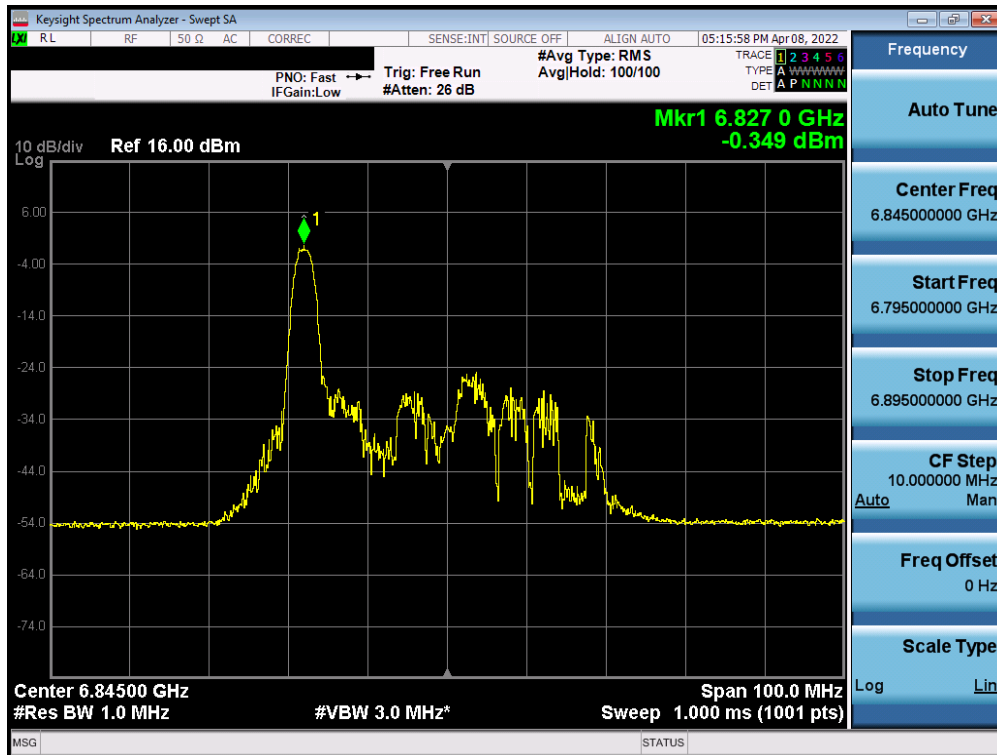 Keysight Spectrum Analyzer - Swept SA
LXI RL RF 50 Ω AC CORREC SENSE:INT SOURCE OFF ALIGN AUTO 05:15:58 PM Apr 08, 2022
PNO: Fast
IFGain:Low
Trig: Free Run
#Atten: 26 dB
#Avg Type: RMS
Avg|Hold: 100/100
TRACE 1 2 3 4 5 6
TYPE A WWWWW
DET A P N N N N
Mkr1 6.827 0 GHz
-0.349 dBm
10 dB/div Ref 16.00 dBm
Log
6.00
-4.00
-14.0
-24.0
-34.0
-44.0
-54.0
-64.0
-74.0
1
Center 6.84500 GHz Span 100.0 MHz
#Res BW 1.0 MHz #VBW 3.0 MHz* Sweep 1.000 ms (1001 pts)
MSG STATUS
Frequency
Auto Tune
Center Freq
6.845000000 GHz
Start Freq
6.795000000 GHz
Stop Freq
6.895000000 GHz
CF Step
10.000000 MHz
Auto Man
Freq Offset
0 Hz
Scale Type
Log Lin